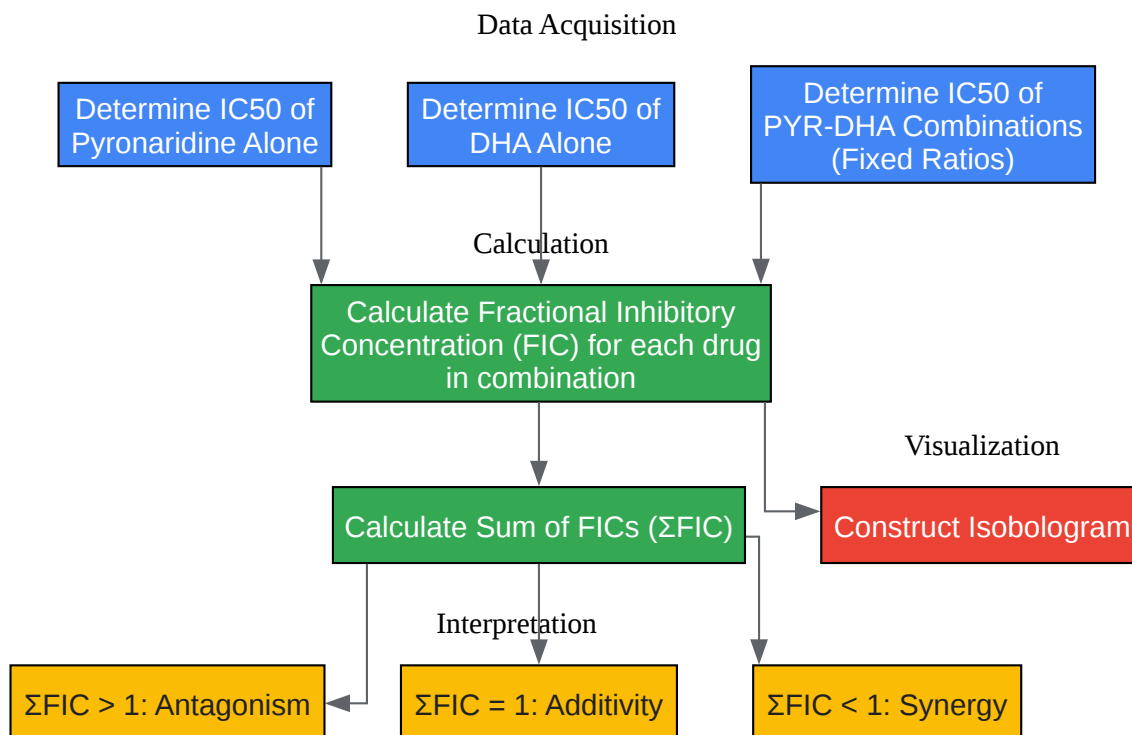 Data Acquisition
Determine IC50 of
Pyronaridine Alone
Determine IC50 of
DHA Alone
Determine IC50 of
PYR-DHA Combinations
(Fixed Ratios)
Calculation
Calculate Fractional Inhibitory
Concentration (FIC) for each drug
in combination
Visualization
Calculate Sum of FICs (ΣFIC)
Construct Isobologram
Interpretation
ΣFIC > 1: Antagonism
ΣFIC = 1: Additivity
ΣFIC < 1: Synergy